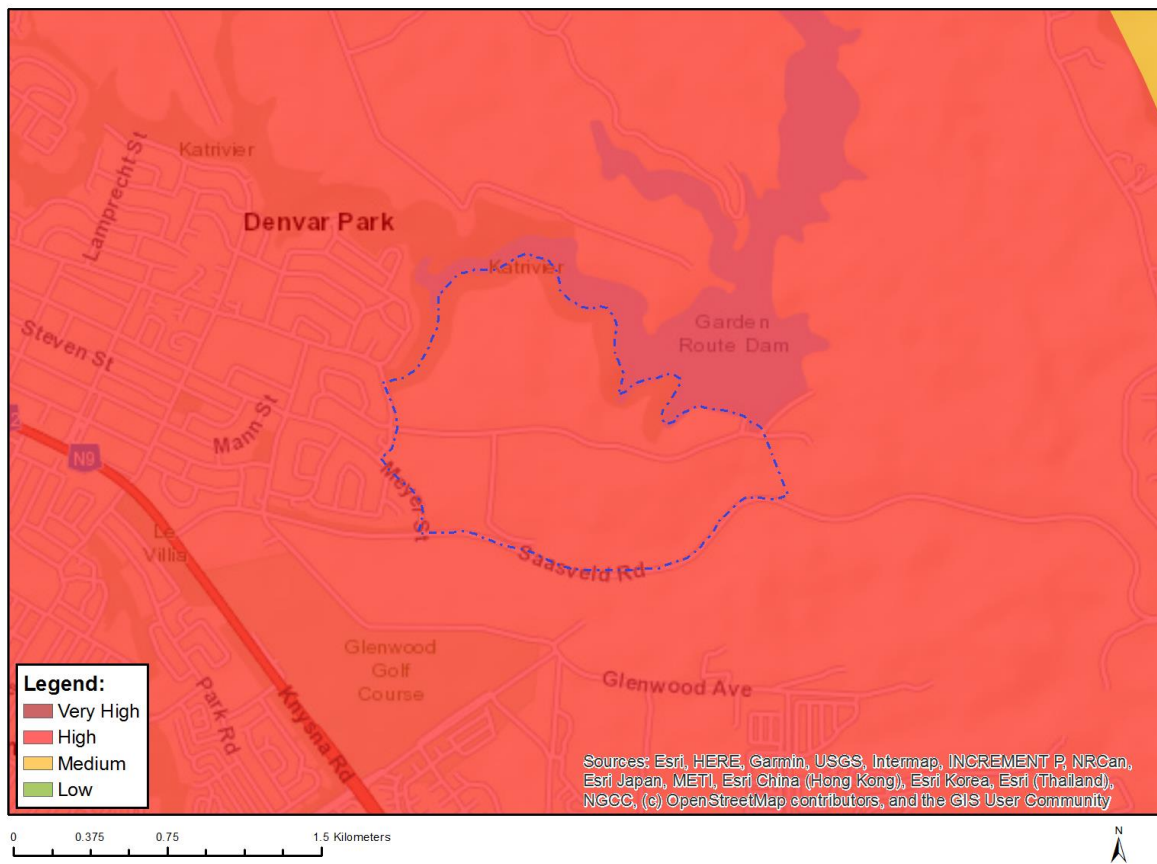 Katrivier
Lamprecht St
Denvar Park
Katrivier
Garden
Route Dam
Steven St
Mann St
N9
Meyer St
Le
Villia
Saasveld Rd
Glenwood
Golf
Course
Glenwood Ave
Park Rd
Knysna Rd
Legend:
Very High
High
Medium
Low
Sources: Esri, HERE, Garmin, USGS, Intermap, INCREMENT P, NRCan,
Esri Japan, METI, Esri China (Hong Kong), Esri Korea, Esri (Thailand),
NGCC, (c) OpenStreetMap contributors, and the GIS User Community
0 0.375 0.75 1.5 Kilometers
N